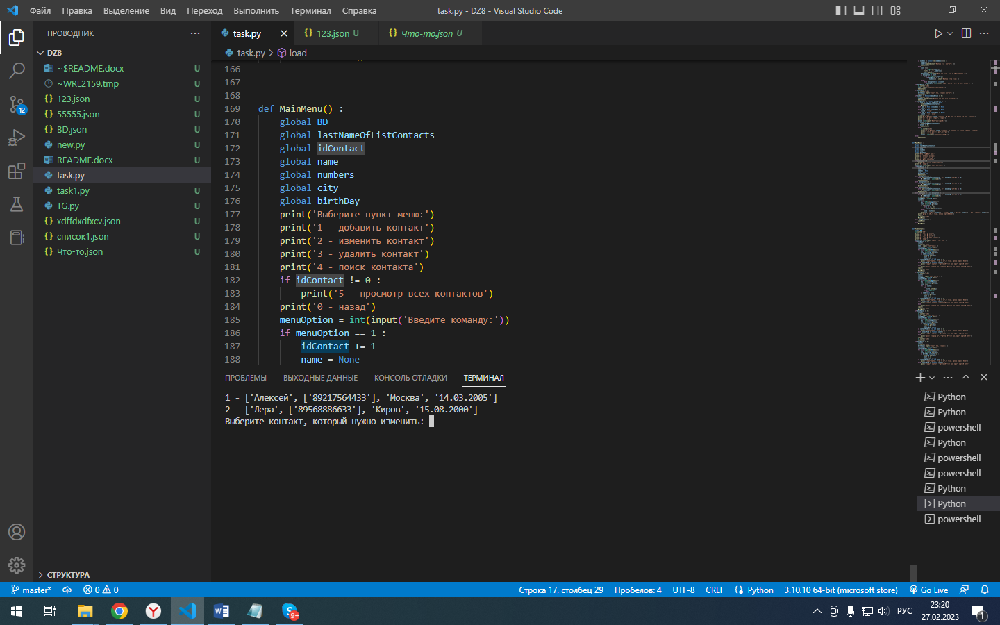 Файл Правка Выделение Вид Переход Выполнить Терминал Справка
task.py - DZ8 - Visual Studio Code
ПРОВОДНИК
DZ8
~$README.docx U
~WRL2159.tmp U
123.json U
55555.json U
BD.json U
new.py U
README.docx U
task.py
task1.py U
TG.py U
xdffdxdfxcv.json U
список1.json U
Что-то.json U
СТРУКТУРА
12
task.py
123.json U
Что-то.json U
task.py > load
166
167
168
169 def MainMenu() :
170 global BD
171 global lastNameOfListContacts
172 global idContact
173 global name
174 global numbers
175 global city
176 global birthDay
177 print('Выберите пункт меню:')
178 print('1 - добавить контакт')
179 print('2 - изменить контакт')
180 print('3 - удалить контакт')
181 print('4 - поиск контакта')
182 if idContact != 0 :
183 print('5 - просмотр всех контактов')
184 print('0 - назад')
185 menuOption = int(input('Введите команду:'))
186 if menuOption == 1 :
187 idContact += 1
188 name = None
ПРОБЛЕМЫ ВЫХОДНЫЕ ДАННЫЕ КОНСОЛЬ ОТЛАДКИ ТЕРМИНАЛ
1 - ['Алексей', ['89217564433'], 'Москва', '14.03.2005']
2 - ['Лера', ['89568886633'], 'Киров', '15.08.2000']
Выберите контакт, который нужно изменить:
Python
Python
powershell
Python
powershell
powershell
Python
Python
powershell
master* 0 0
Строка 17, столбец 29 Пробелов: 4 UTF-8 CRLF Python 3.10.10 64-bit (microsoft store) Go Live
9+
РУС
23:20
27.02.2023
1